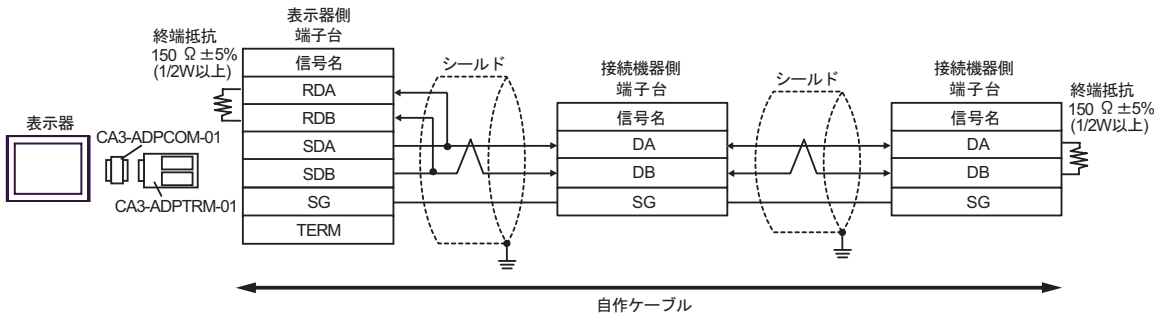 表示器
CA3-ADPCOM-01
CA3-ADPTRM-01
終端抵抗
150 Ω ±5%
(1/2W以上)
表示器側
端子台
信号名
RDA
RDB
SDA
SDB
SG
TERM
シールド
接続機器側
端子台
信号名
DA
DB
SG
シールド
接続機器側
端子台
信号名
DA
DB
SG
終端抵抗
150 Ω ±5%
(1/2W以上)
自作ケーブル